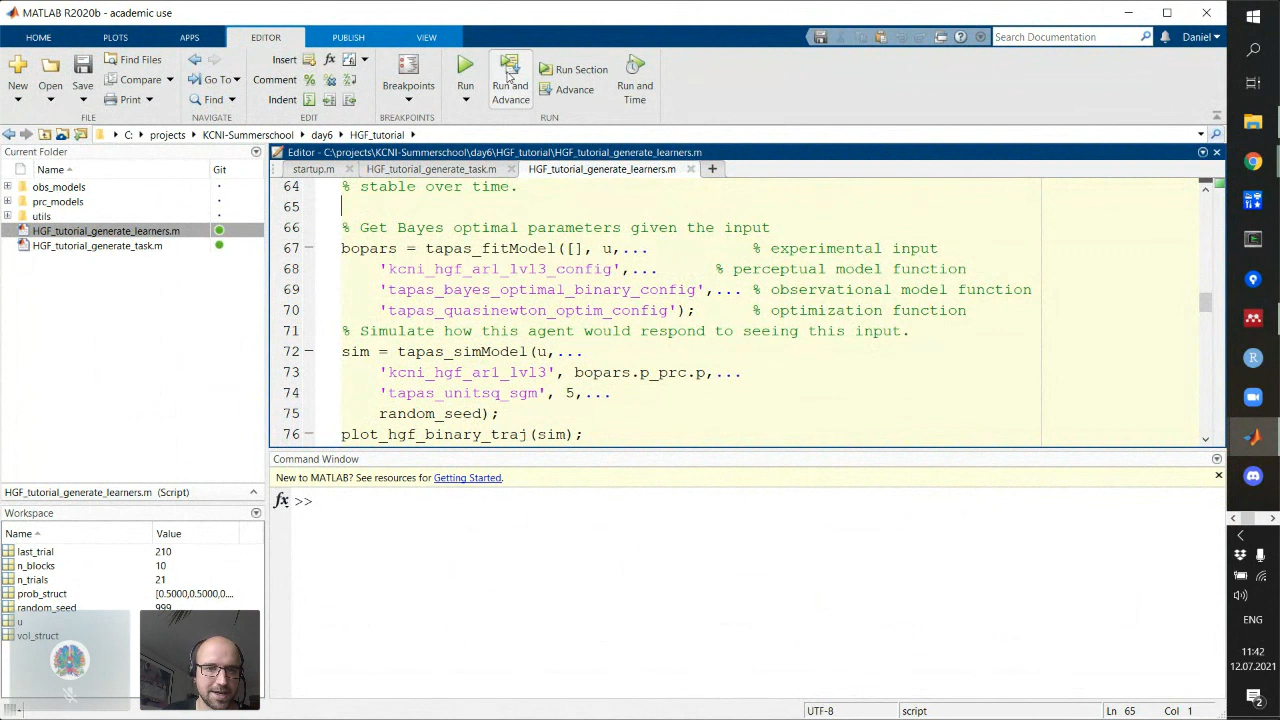 MATLAB R2020b - academic use
HOME PLOTS APPS EDITOR PUBLISH VIEW Search Documentation Daniel
New Open Save Find Files Compare Print
Go To Find
Insert fx Comment Indent
Breakpoints
Run Run and Advance Run Section Advance Run and Time
FILE NAVIGATE EDIT BREAKPOINTS RUN
C: projects KCNI-Summerschool day6 HGF_tutorial
Current Folder
Name Git
obs_models
prc_models
utils
HGF_tutorial_generate_learners.m
HGF_tutorial_generate_task.m
HGF_tutorial_generate_learners.m (Script)
Workspace
Name Value
last_trial 210
n_blocks 10
n_trials 21
prob_struct [0.5000,0.5000,0....
random_seed 999
u
vol_struct
Editor - C:\projects\KCNI-Summerschool\day6\HGF_tutorial\HGF_tutorial_generate_learners.m
startup.m HGF_tutorial_generate_task.m HGF_tutorial_generate_learners.m
64 % stable over time.
65
66 % Get Bayes optimal parameters given the input
67 bopars = tapas_fitModel([], u,... % experimental input
68 'kcni_hgf_ar1_lvl3_config',... % perceptual model function
69 'tapas_bayes_optimal_binary_config',... % observational model function
70 'tapas_quasinewton_optim_config'); % optimization function
71 % Simulate how this agent would respond to seeing this input.
72 sim = tapas_simModel(u,...
73 'kcni_hgf_ar1_lvl3', bopars.p_prc.p,...
74 'tapas_unitsq_sgm', 5,...
75 random_seed);
76 plot_hgf_binary_traj(sim);
Command Window
New to MATLAB? See resources for Getting Started.
fx >>
UTF-8 script Ln 65 Col 1
ENG
11:42
12.07.2021
2